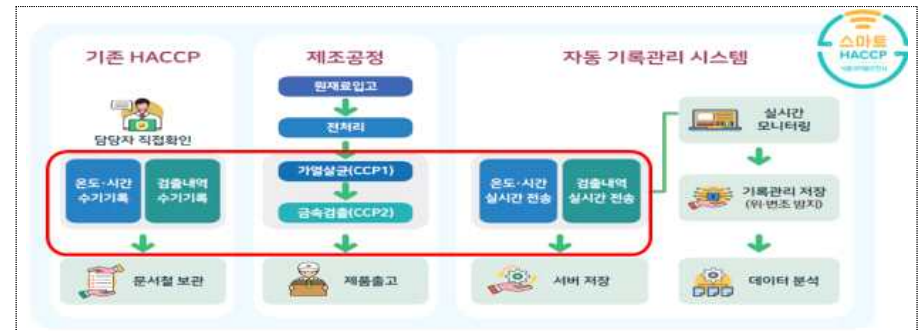 기존 HACCP
담당자 직접확인
온도·시간
수기기록
검출내역
수기기록
문서철 보관
제조공정
원재료입고
전처리
가열살균(CCP1)
금속검출(CCP2)
제품출고
자동 기록관리 시스템
온도·시간
실시간 전송
검출내역
실시간 전송
서버 저장
실시간
모니터링
기록관리 저장
(위·변조 방지)
데이터 분석
스마트
HACCP